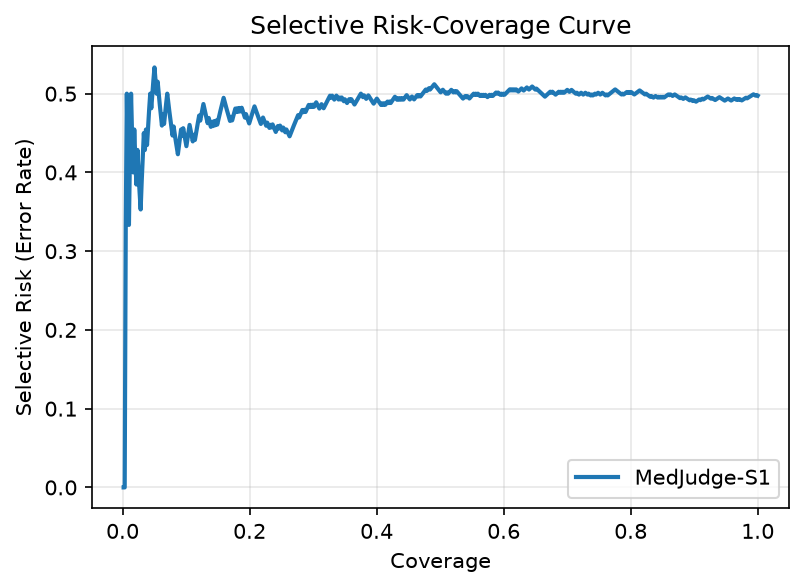 Selective Risk-Coverage Curve
Selective Risk (Error Rate)
0.5
0.4
0.3
0.2
0.1
0.0
MedJudge-S1
0.0 0.2 0.4 0.6 0.8 1.0
Coverage